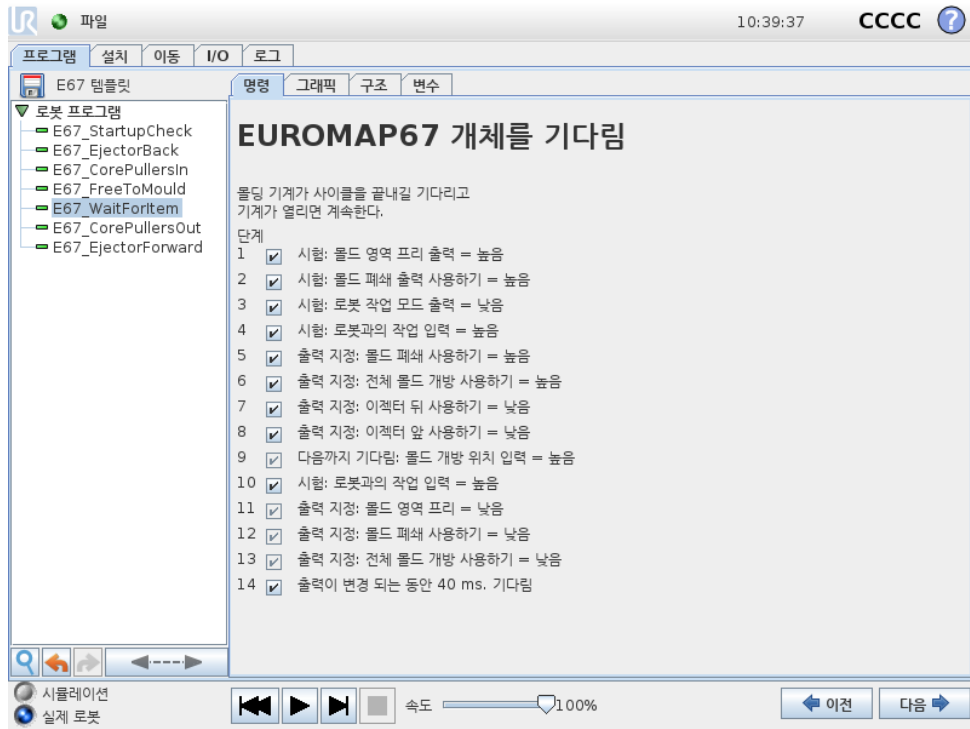 UR 파일 10:39:37 CCCC ?
프로그램 설치 이동 I/O 로그
E67 템플릿
명령 그래픽 구조 변수
로봇 프로그램
E67_StartupCheck
E67_EjectorBack
E67_CorePullersIn
E67_FreeToMould
E67_WaitForItem
E67_CorePullersOut
E67_EjectorForward
EUROMAP67 개체를 기다림
몰딩 기계가 사이클을 끝내길 기다리고
기계가 열리면 계속한다.
단계
1 시험: 몰드 영역 프리 출력 = 높음
2 시험: 몰드 폐쇄 출력 사용하기 = 높음
3 시험: 로봇 작업 모드 출력 = 낮음
4 시험: 로봇과의 작업 입력 = 높음
5 출력 지정: 몰드 폐쇄 사용하기 = 높음
6 출력 지정: 전체 몰드 개방 사용하기 = 높음
7 출력 지정: 이젝터 뒤 사용하기 = 낮음
8 출력 지정: 이젝터 앞 사용하기 = 낮음
9 다음까지 기다림: 몰드 개방 위치 입력 = 높음
10 시험: 로봇과의 작업 입력 = 높음
11 출력 지정: 몰드 영역 프리 = 낮음
12 출력 지정: 몰드 폐쇄 사용하기 = 낮음
13 출력 지정: 전체 몰드 개방 사용하기 = 낮음
14 출력이 변경 되는 동안 40 ms. 기다림
시뮬레이션
실제 로봇
속도 100%
이전 다음